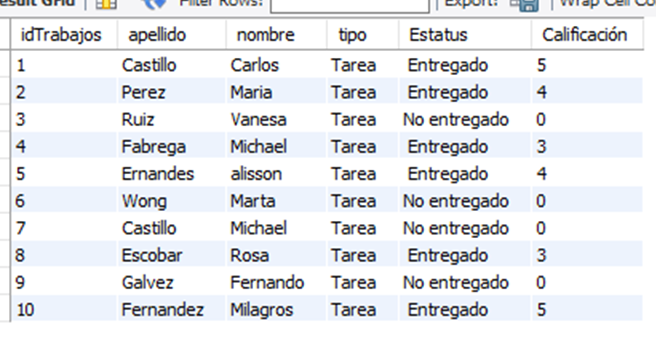 Result Grid Filter Rows: Export: Wrap Cell Co
idTrabajos apellido nombre tipo Estatus Calificación
1 Castillo Carlos Tarea Entregado 5
2 Perez Maria Tarea Entregado 4
3 Ruiz Vanesa Tarea No entregado 0
4 Fabrega Michael Tarea Entregado 3
5 Ernandes alisson Tarea Entregado 4
6 Wong Marta Tarea No entregado 0
7 Castillo Michael Tarea No entregado 0
8 Escobar Rosa Tarea Entregado 3
9 Galvez Fernando Tarea No entregado 0
10 Fernandez Milagros Tarea Entregado 5